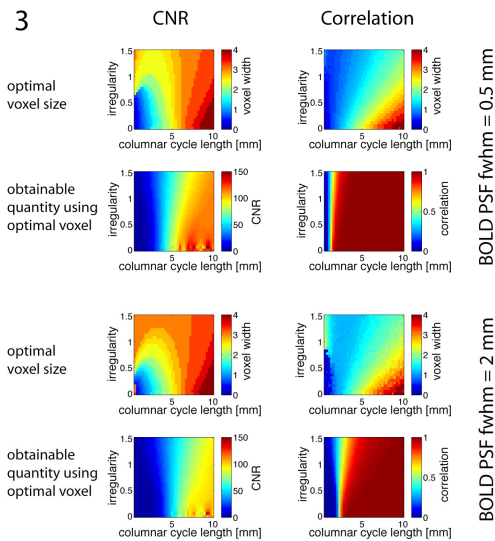 3
CNR
Correlation
optimal
voxel size
irregularity
1.5
1
0.5
0
5
10
columnar cycle length [mm]
4
3
2
1
0
voxel width
irregularity
1.5
1
0.5
0
5
10
columnar cycle length [mm]
4
3
2
1
0
voxel width
obtainable
quantity using
optimal voxel
irregularity
1.5
1
0.5
0
5
10
columnar cycle length [mm]
150
100
50
0
CNR
irregularity
1.5
1
0.5
0
5
10
columnar cycle length [mm]
1
0.5
0
correlation
BOLD PSF fwhm = 0.5 mm
optimal
voxel size
irregularity
1.5
1
0.5
0
5
10
columnar cycle length [mm]
4
3
2
1
0
voxel width
irregularity
1.5
1
0.5
0
5
10
columnar cycle length [mm]
4
3
2
1
0
voxel width
obtainable
quantity using
optimal voxel
irregularity
1.5
1
0.5
0
5
10
columnar cycle length [mm]
150
100
50
0
CNR
irregularity
1.5
1
0.5
0
5
10
columnar cycle length [mm]
1
0.5
0
correlation
BOLD PSF fwhm = 2 mm